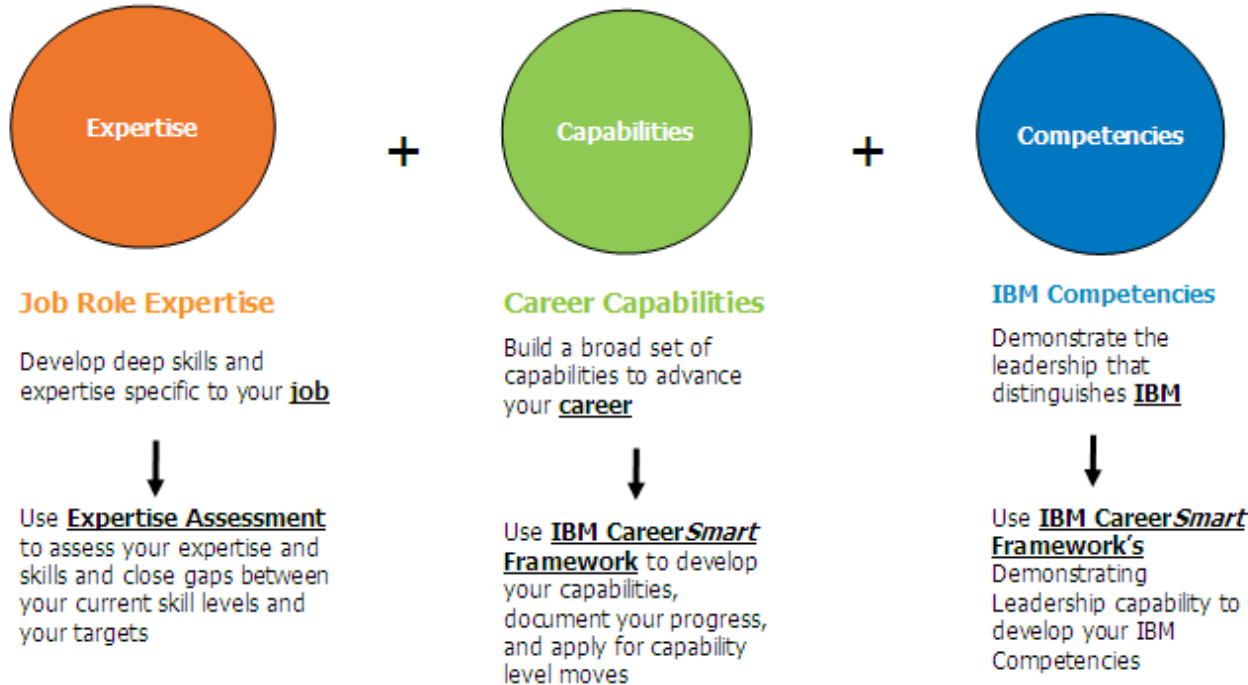 Expertise
+
Capabilities
+
Competencies
Job Role Expertise
Develop deep skills and
expertise specific to your job
Use Expertise Assessment
to assess your expertise and
skills and close gaps between
your current skill levels and
your targets
Career Capabilities
Build a broad set of
capabilities to advance
your career
Use IBM CareerSmart
Framework to develop
your capabilities,
document your progress,
and apply for capability
level moves
IBM Competencies
Demonstrate the
leadership that
distinguishes IBM
Use IBM CareerSmart
Framework's
Demonstrating
Leadership capability to
develop your IBM
Competencies